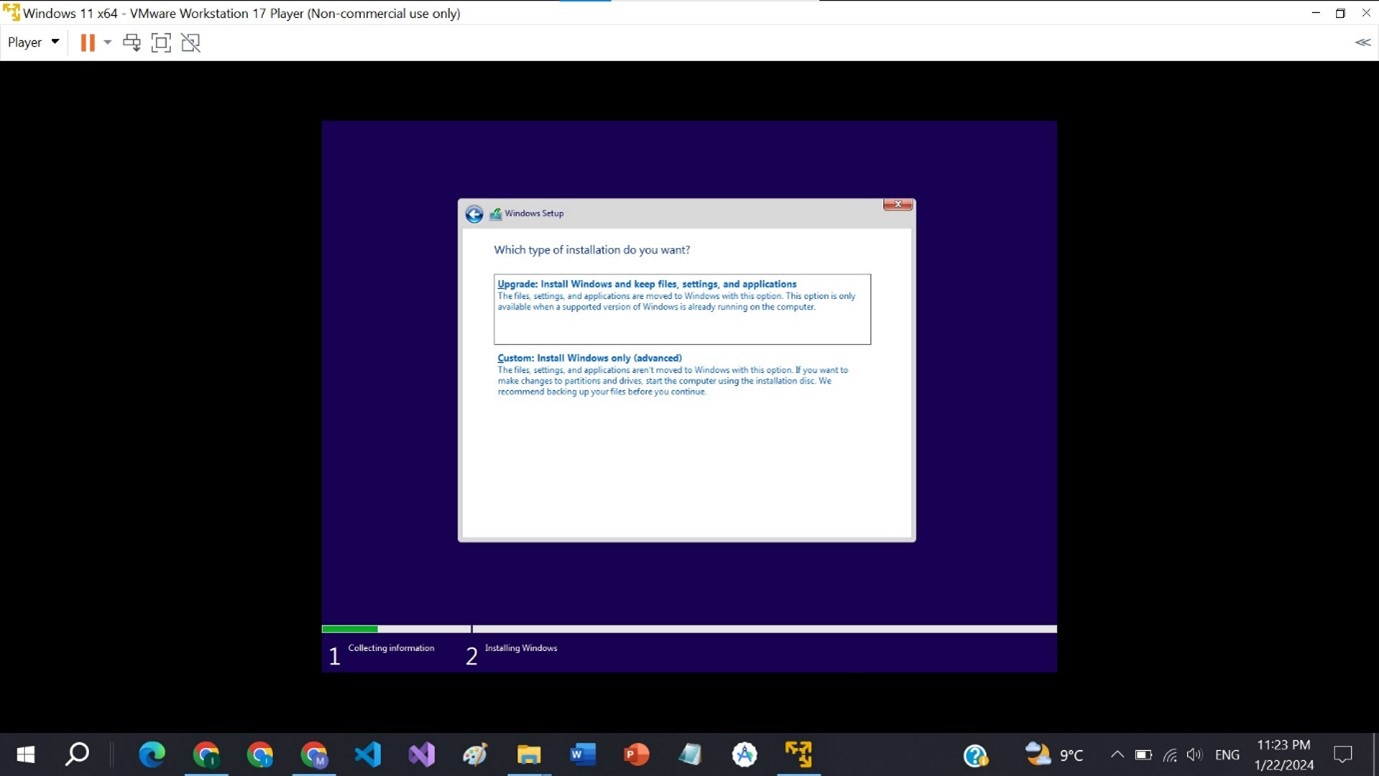 Windows 11 x64 - VMware Workstation 17 Player (Non-commercial use only)
Player
Windows Setup
Which type of installation do you want?
Upgrade: Install Windows and keep files, settings, and applications
The files, settings, and applications are moved to Windows with this option. This option is only
available when a supported version of Windows is already running on the computer.
Custom: Install Windows only (advanced)
The files, settings, and applications aren't moved to Windows with this option. If you want to
make changes to partitions and drives, start the computer using the installation disc. We
recommend backing up your files before you continue.
1 Collecting information
2 Installing Windows
9°C
ENG
11:23 PM
1/22/2024